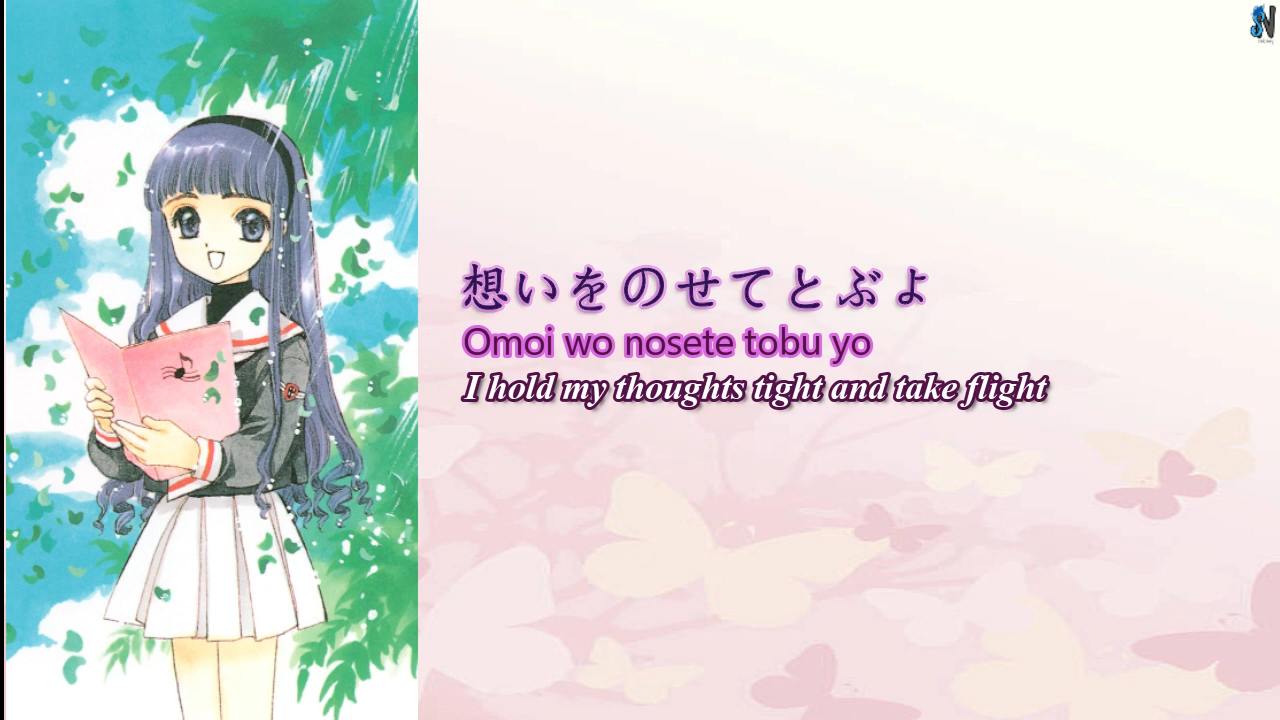 想いをのせてとぶよ
Omoi wo nosete tobu yo
I hold my thoughts tight and take flight